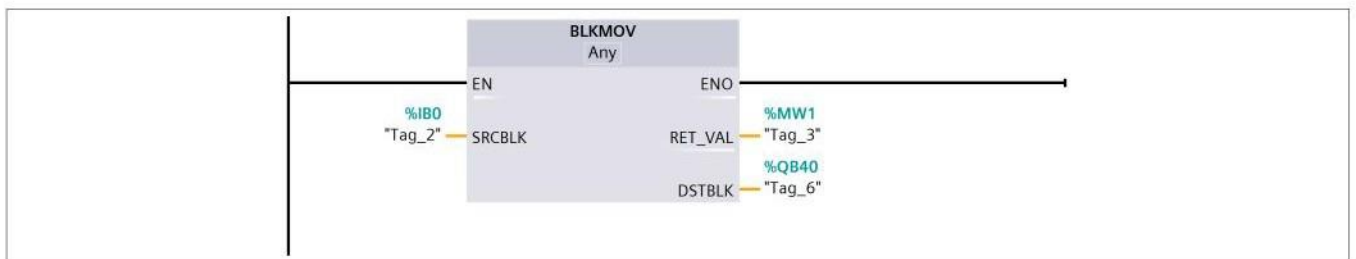 BLKMOV
Any
EN ENO
%IB0 %MW1
"Tag_2" SRCBLK RET_VAL "Tag_3"
%QB40
DSTBLK "Tag_6"